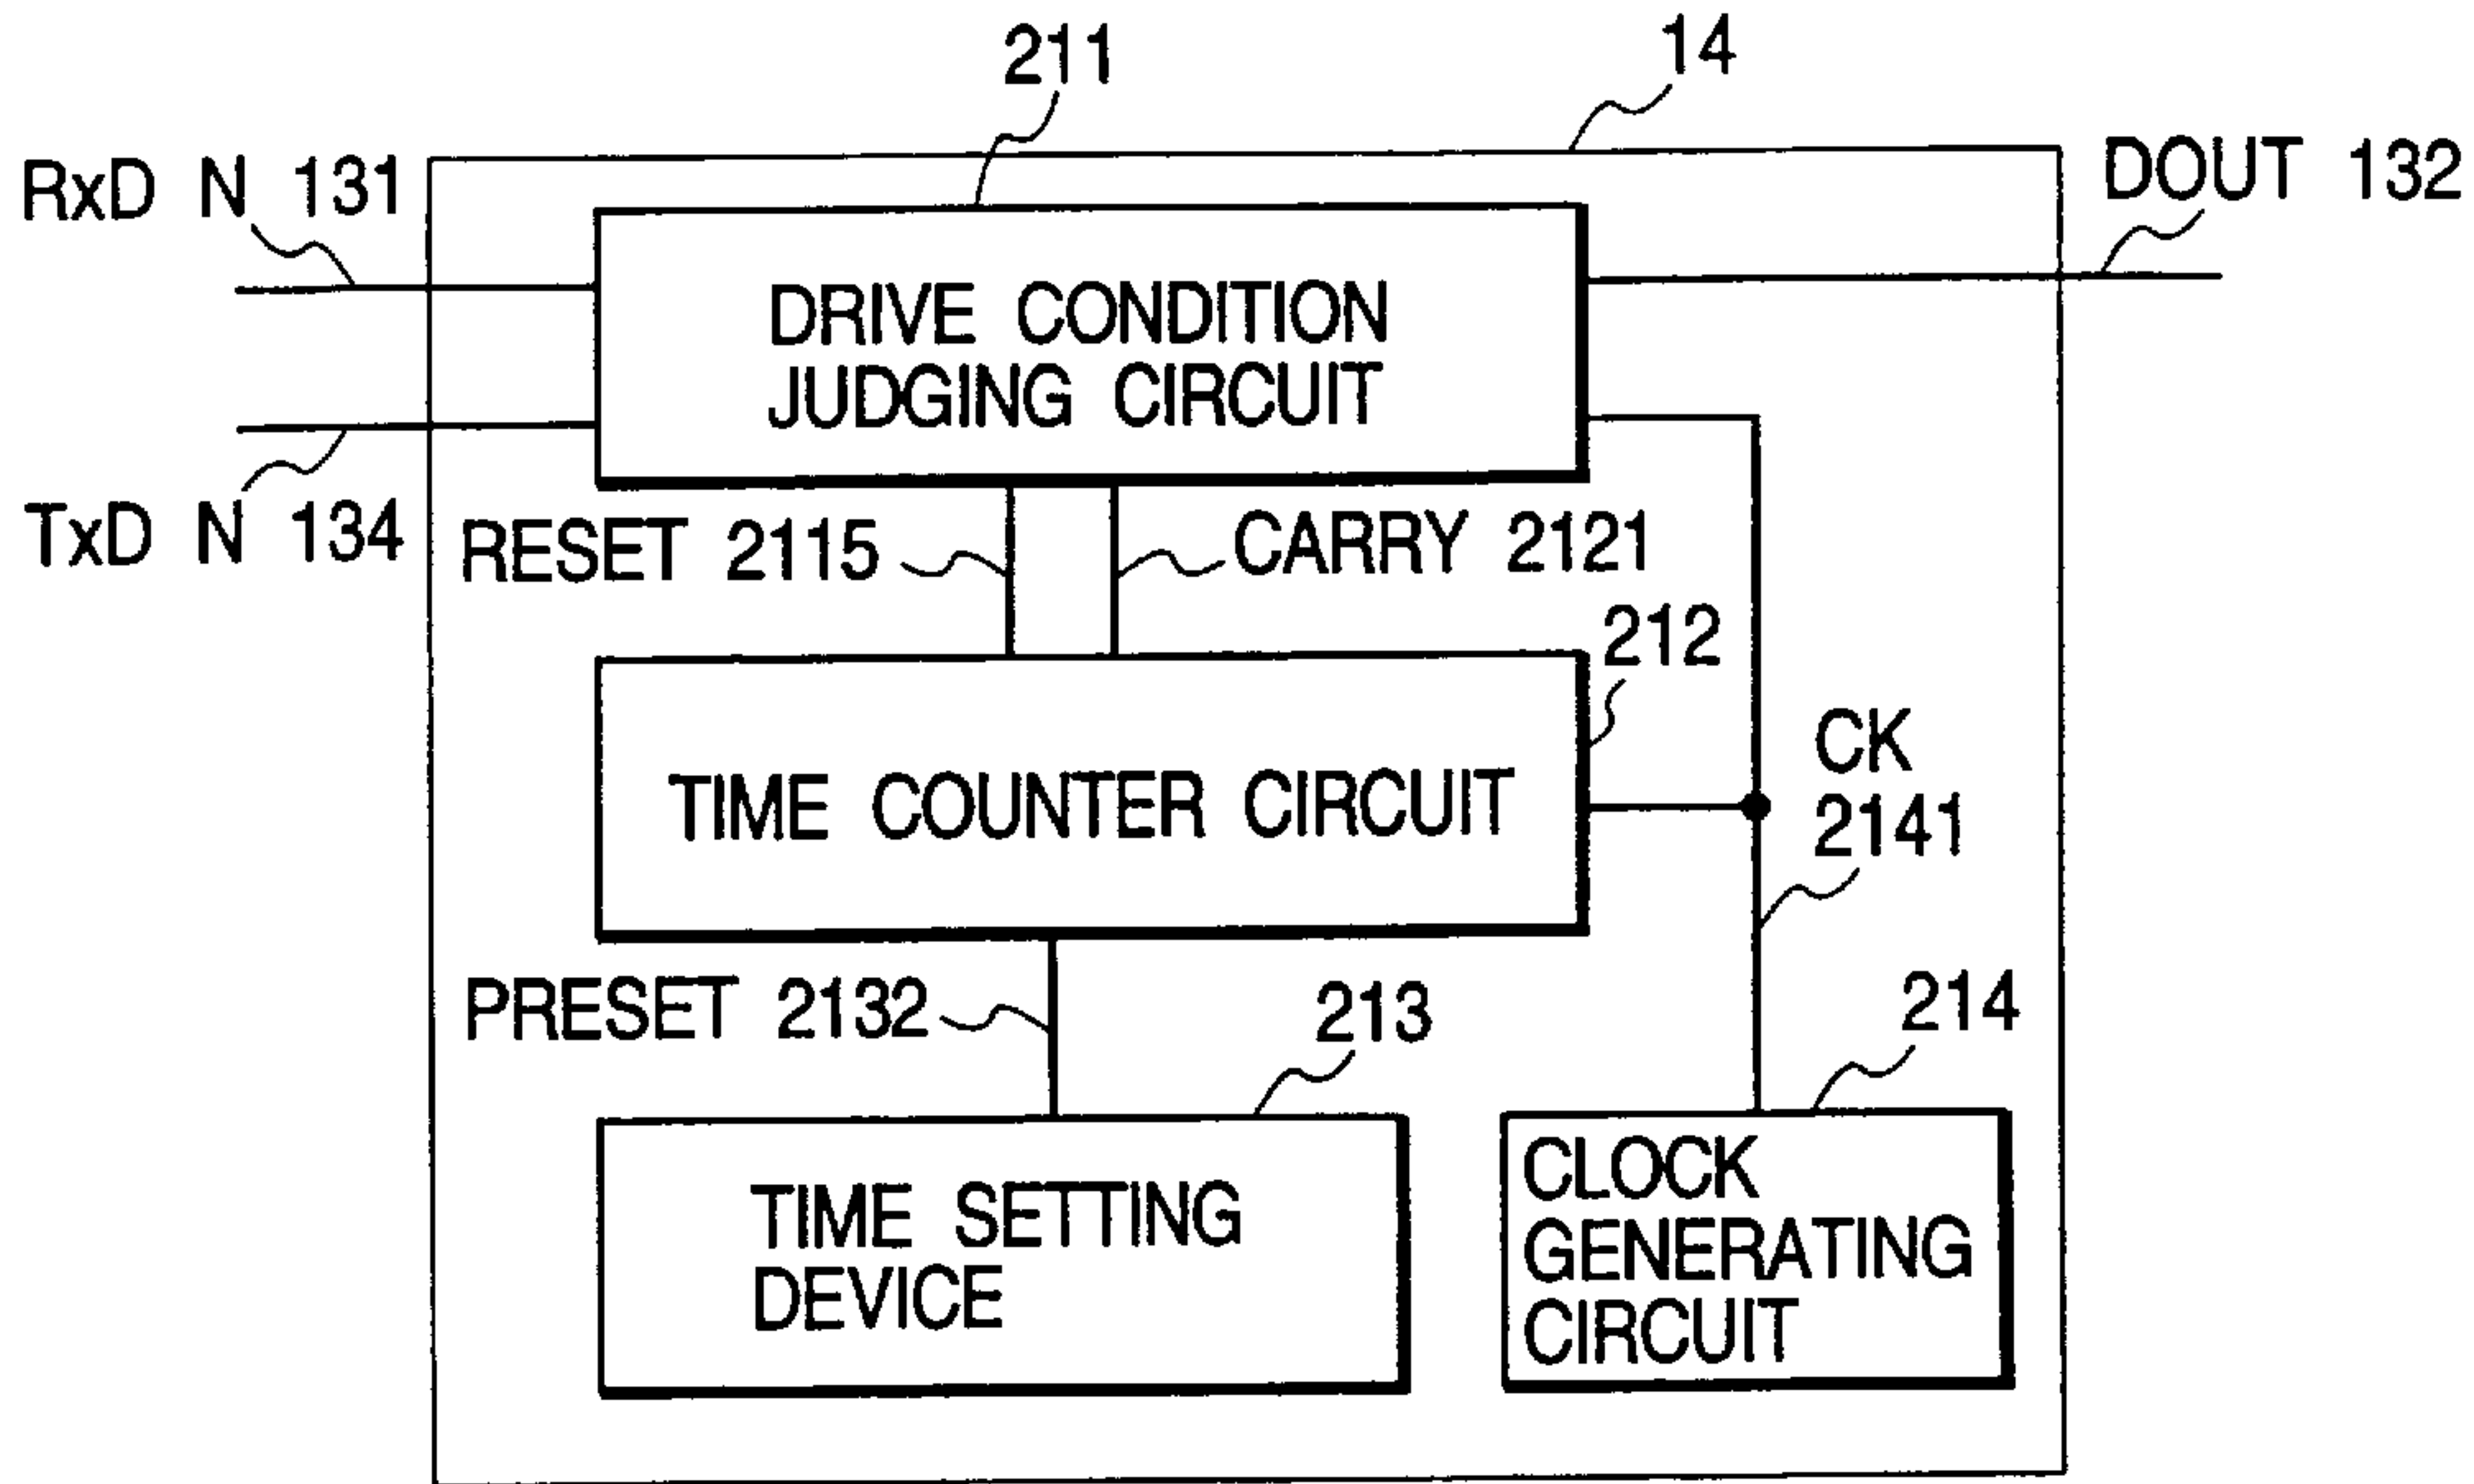 211
14
RxD N 131
DOUT 132
DRIVE CONDITION
JUDGING CIRCUIT
TxD N 134
RESET 2115
CARRY 2121
212
TIME COUNTER CIRCUIT
CK
2141
PRESET 2132
213
214
TIME SETTING
DEVICE
CLOCK
GENERATING
CIRCUIT